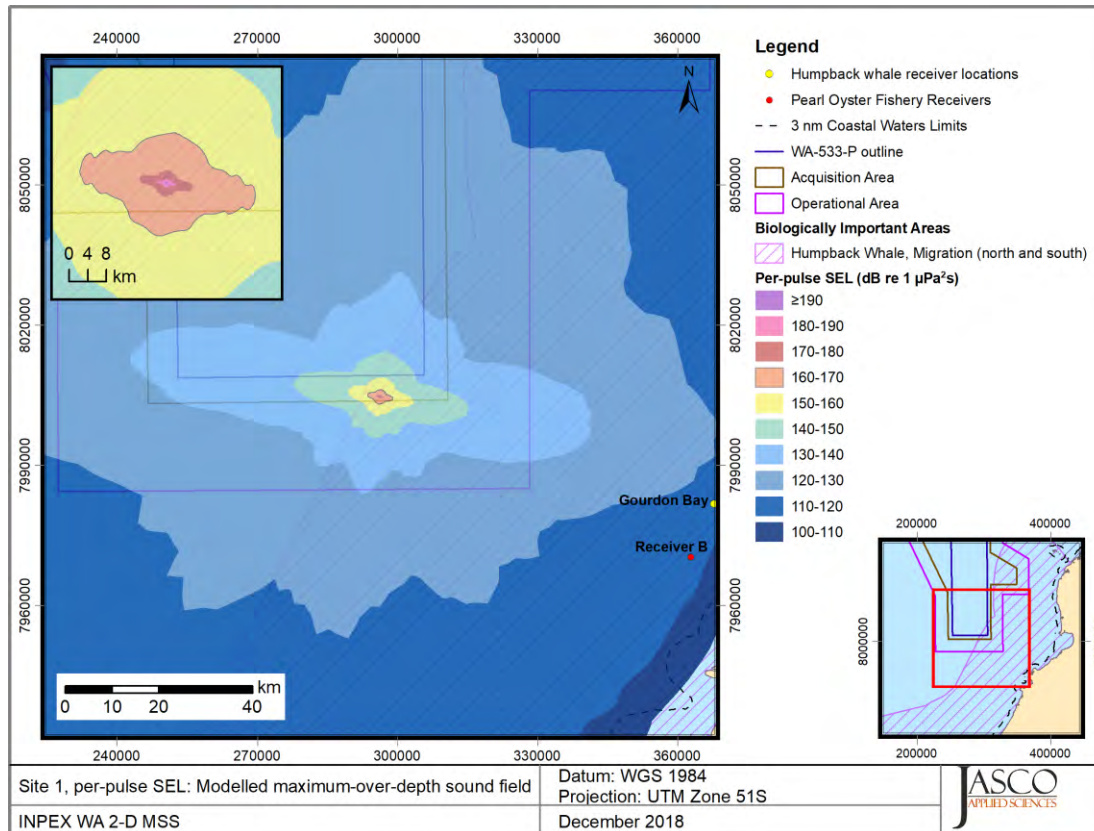 240000 270000 300000 330000 360000
Legend
Humpback whale receiver locations
Pearl Oyster Fishery Receivers
3 nm Coastal Waters Limits
WA-533-P outline
Acquisition Area
Operational Area
Biologically Important Areas
Humpback Whale, Migration (north and south)
Per-pulse SEL (dB re 1 µPa²s)
≥190
180-190
170-180
160-170
150-160
140-150
130-140
120-130
110-120
100-110
N
0 4 8
km
8050000 8050000
8020000 8020000
7990000 7990000
7960000 7960000
Gourdon Bay
Receiver B
km
0 10 20 40
240000 270000 300000 330000 360000
200000 400000
8000000 8000000
200000 400000
Site 1, per-pulse SEL: Modelled maximum-over-depth sound field
INPEX WA 2-D MSS
Datum: WGS 1984
Projection: UTM Zone 51S
December 2018
JASCO
APPLIED SCIENCES